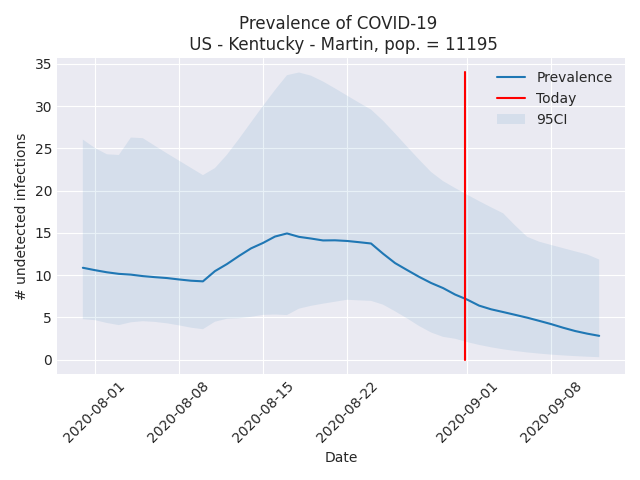 Prevalence of COVID-19
US - Kentucky - Martin, pop. = 11195
35
30
25
20
15
10
5
0
# undetected infections
Prevalence
Today
95CI
2020-08-01
2020-08-08
2020-08-15
2020-08-22
2020-09-01
2020-09-08
Date